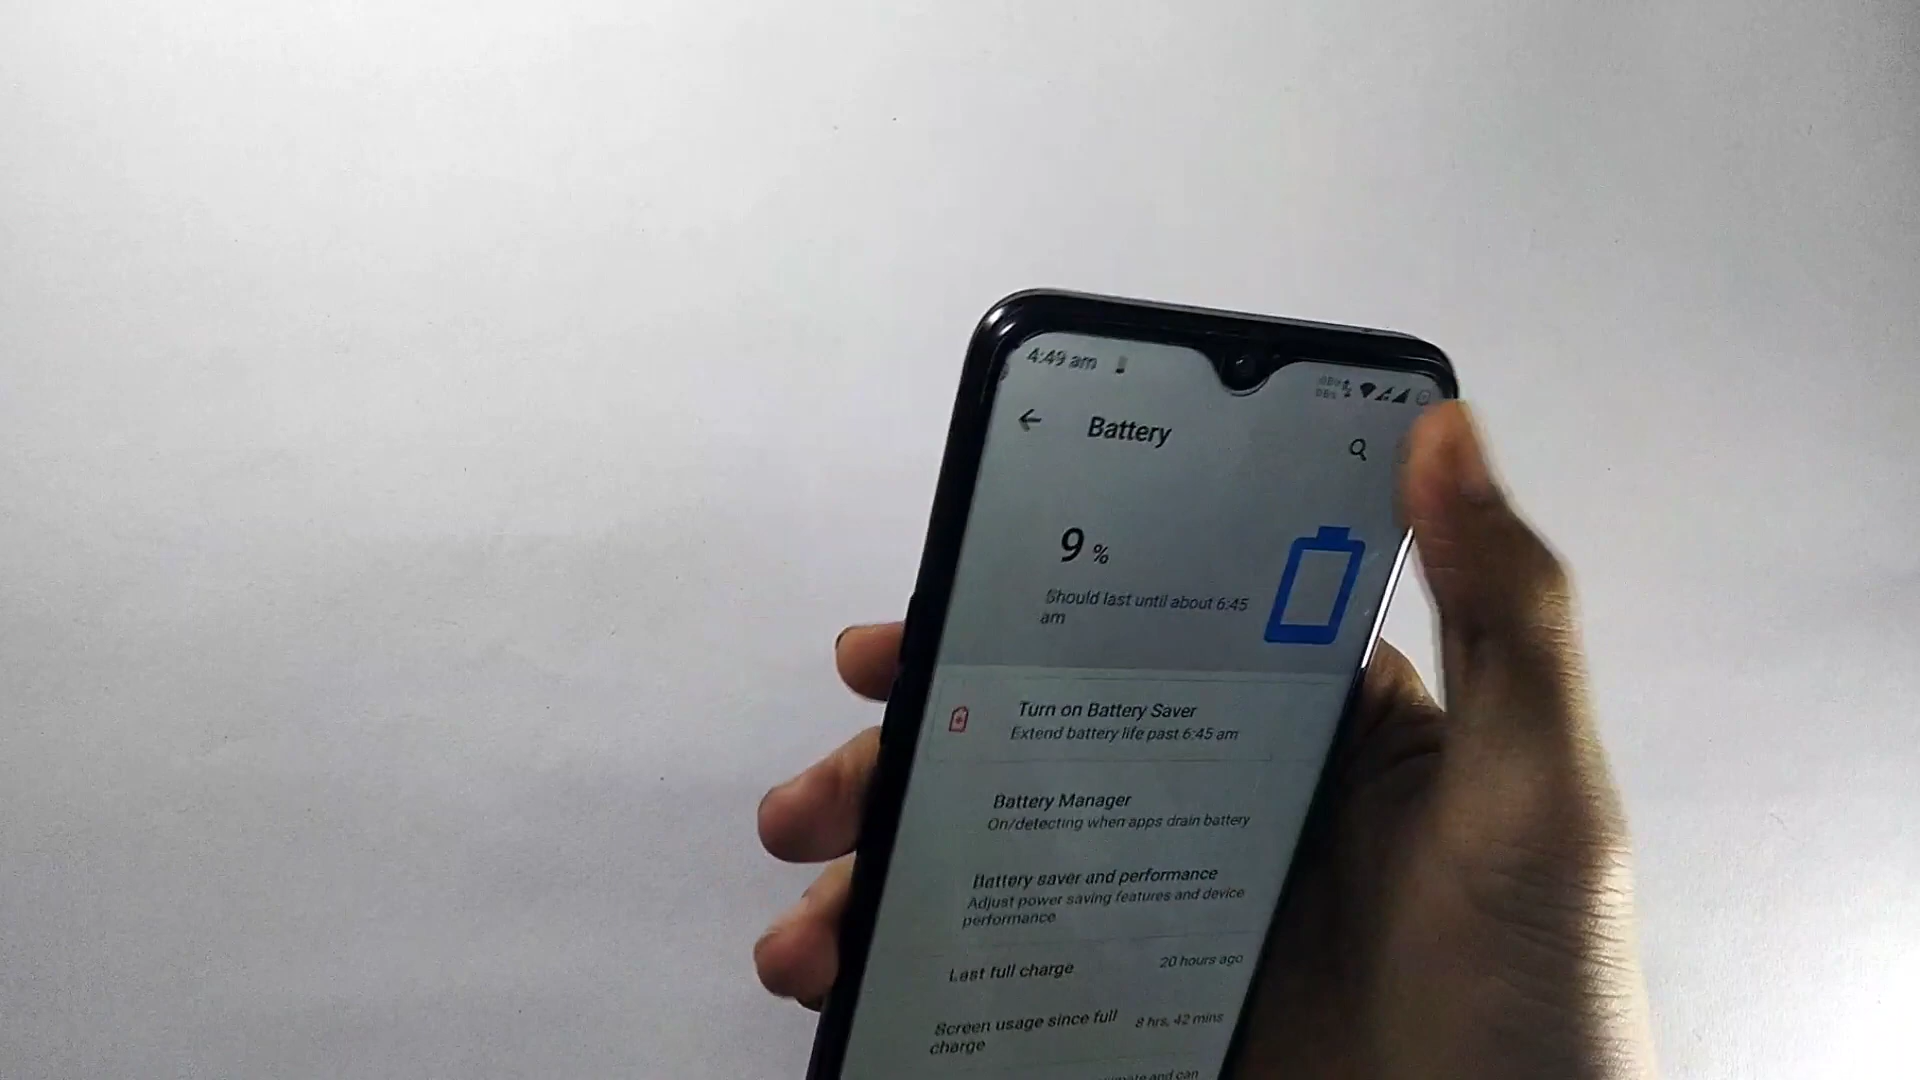 4:49 am
Battery
9 %
Should last until about 6:45
am
Turn on Battery Saver
Extend battery life past 6:45 am
Battery Manager
On/detecting when apps drain battery
Battery saver and performance
Adjust power saving features and device
performance
Last full charge
20 hours ago
Screen usage since full
charge
8 hrs, 42 mins
and can